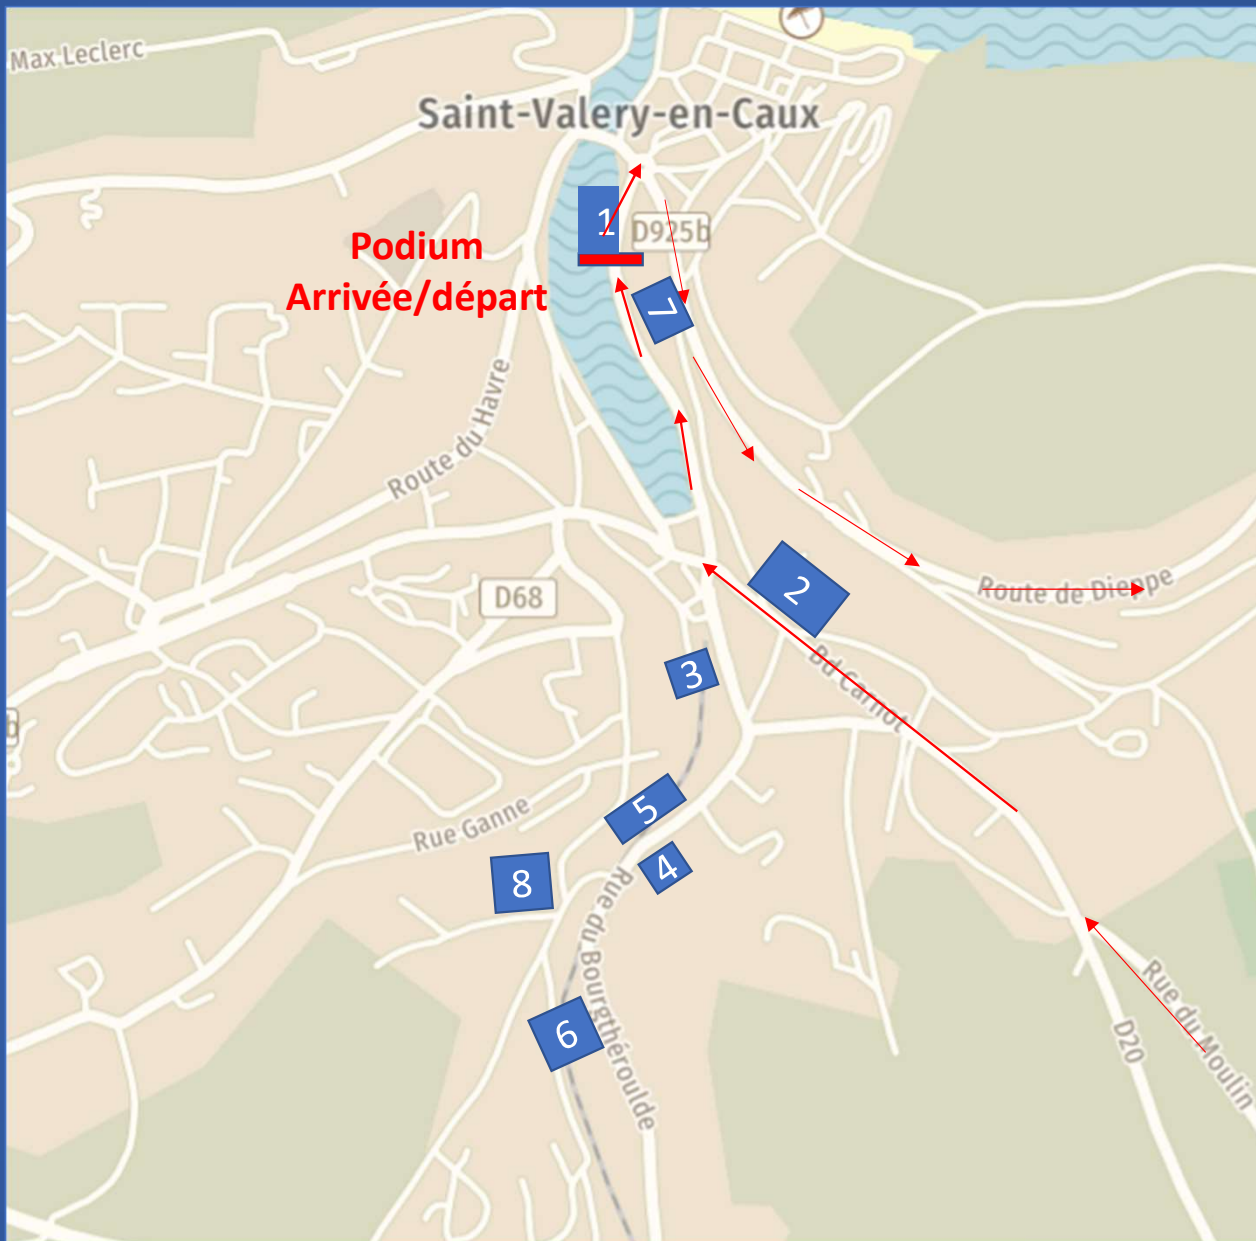 Max Leclerc
Saint-Valery-en-Caux
1
D925b
Podium
Arrivée/départ
7
Route du Havre
2
Route de Dieppe
D68
3
Bd Carnot
b
5
Rue Ganne
4
8
Rue du Bourgthéroulde
6
Rue du Moulin
D20